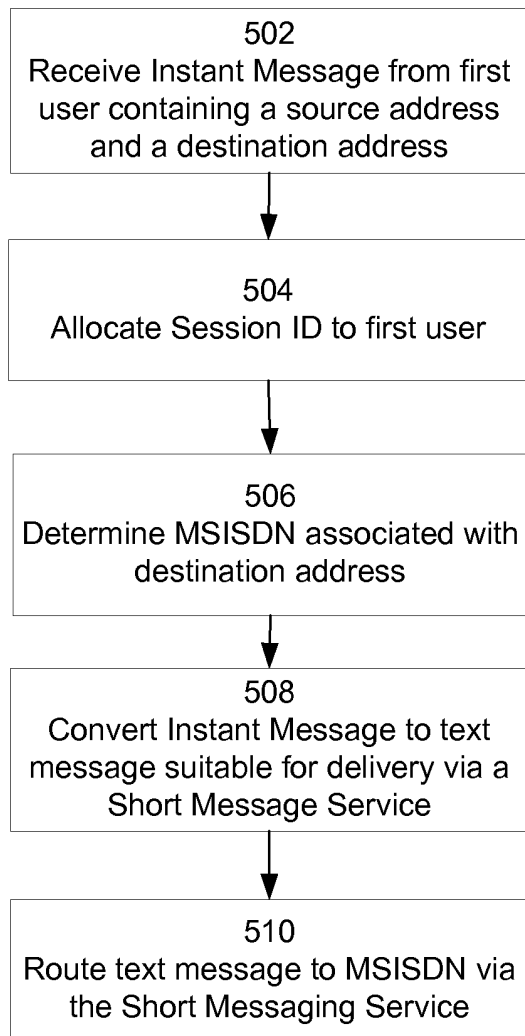 502
Receive Instant Message from first
user containing a source address
and a destination address
504
Allocate Session ID to first user
506
Determine MSISDN associated with
destination address
508
Convert Instant Message to text
message suitable for delivery via a
Short Message Service
510
Route text message to MSISDN via
the Short Messaging Service